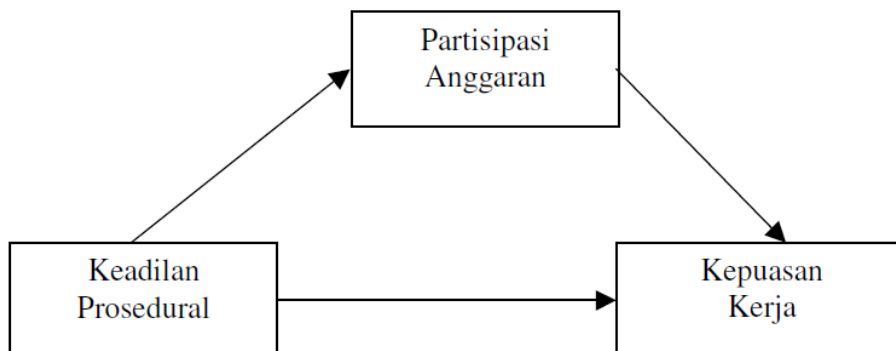 Partisipasi
Anggaran
Keadilan
Prosedural
Kepuasan
Kerja